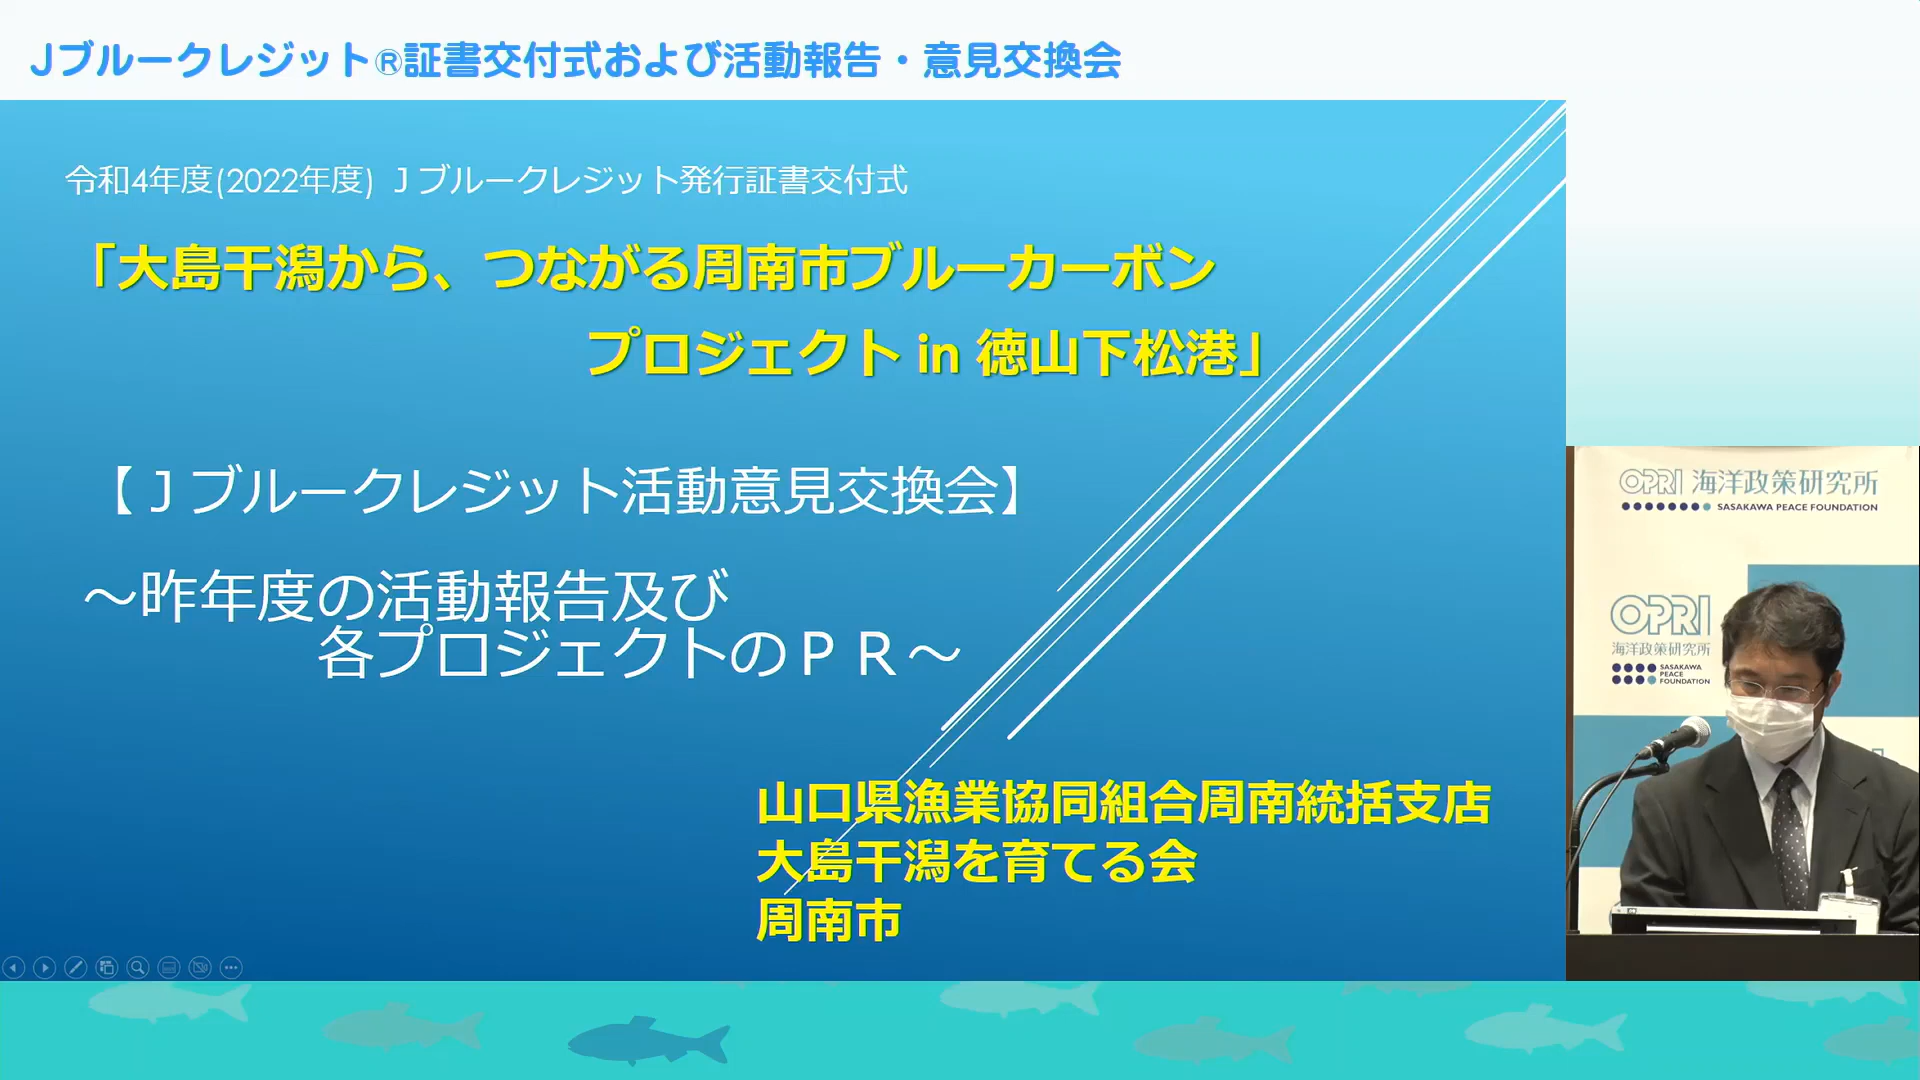 Jブルークレジット®証書交付式および活動報告・意見交換会
令和4年度(2022年度) Ｊブルークレジット発行証書交付式
「大島干潟から、つながる周南市ブルーカーボン
プロジェクト in 徳山下松港」
【Ｊブルークレジット活動意見交換会】
～昨年度の活動報告及び
各プロジェクトのＰＲ～
山口県漁業協同組合周南統括支店
大島干潟を育てる会
周南市
OPRI 海洋政策研究所
SASAKAWA PEACE FOUNDATION
OPRI
海洋政策研究所
SASAKAWA
PEACE
FOUNDATION